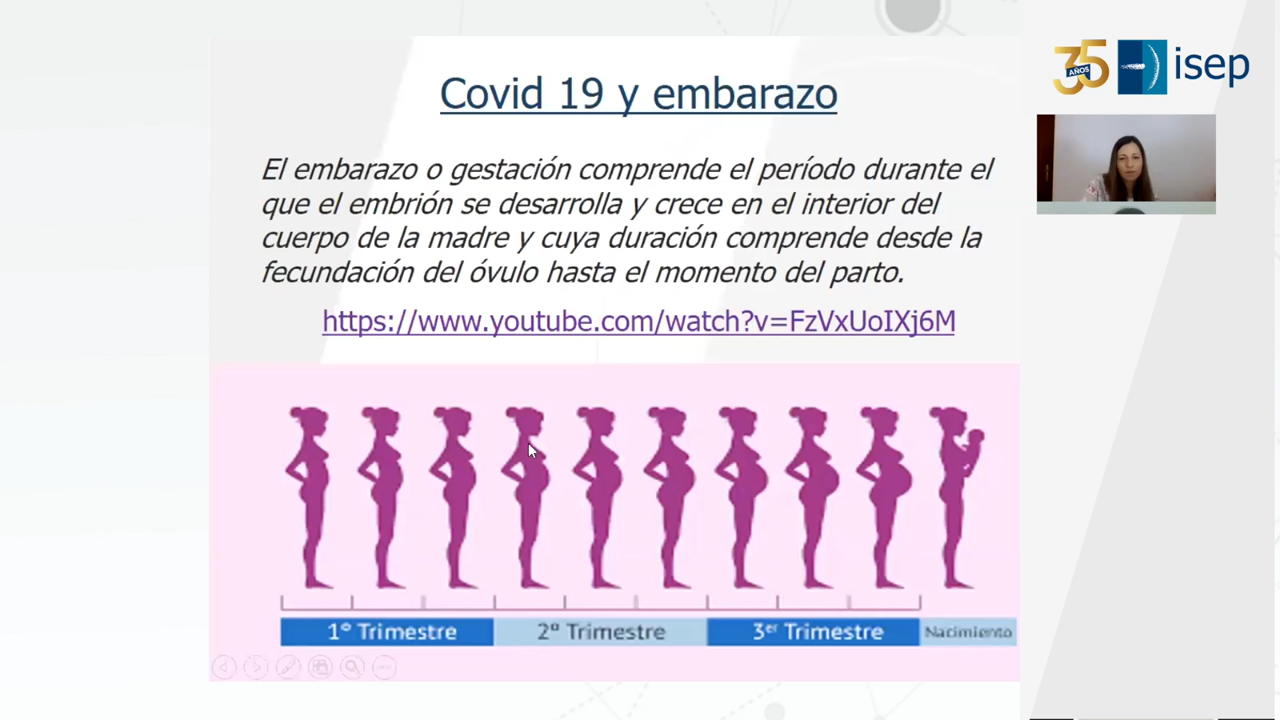 Covid 19 y embarazo
35 AÑOS isep
El embarazo o gestación comprende el período durante el
que el embrión se desarrolla y crece en el interior del
cuerpo de la madre y cuya duración comprende desde la
fecundación del óvulo hasta el momento del parto.
https://www.youtube.com/watch?v=FzVxUoIXj6M
1º Trimestre 2º Trimestre 3er Trimestre Nacimiento